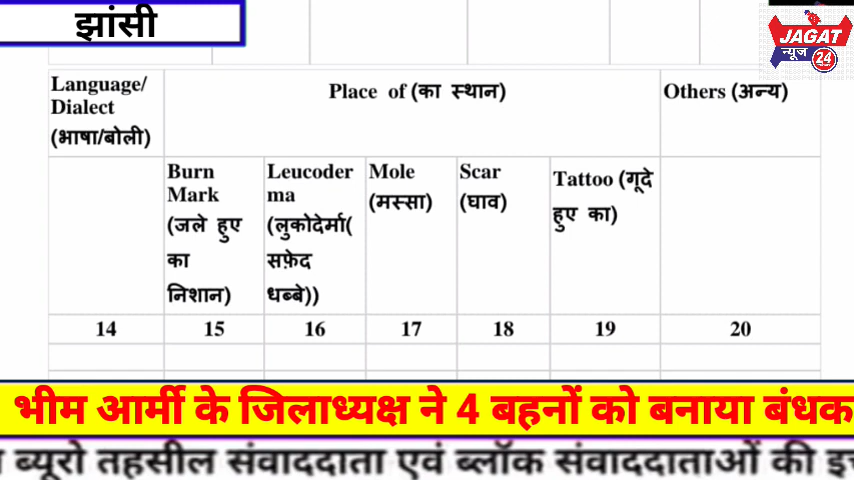 झांसी
JAGAT
न्यूज
24
Language/ Place of (का स्थान) Others (अन्य)
Dialect
(भाषा/बोली)
Burn Leucoder Mole Scar Tattoo (गूदे
Mark ma (मस्सा) (घाव) हुए का)
(जले हुए (लुकोदेर्मा(
का सफ़ेद
निशान) धब्बे))
14 15 16 17 18 19 20
भीम आर्मी के जिलाध्यक्ष ने 4 बहनों को बनाया बंधक
ब्यूरो तहसील संवाददाता एवं ब्लॉक संवाददाताओं की